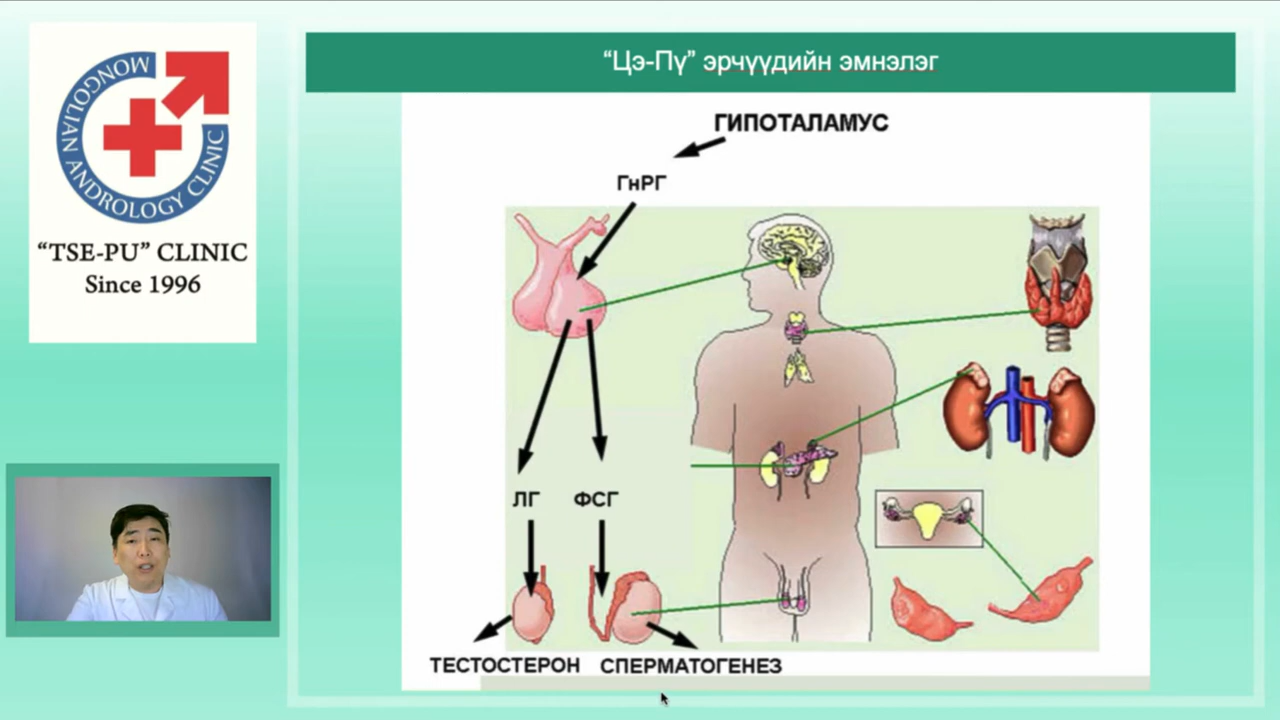 MONGOLIAN ANDROLOGY CLINIC
“TSE-PU” CLINIC
Since 1996
“Цэ-Пү” эрчүүдийн эмнэлэг
ГИПОТАЛАМУС
ГнРГ
ЛГ ФСГ
ТЕСТОСТЕРОН СПЕРМАТОГЕНЕЗ